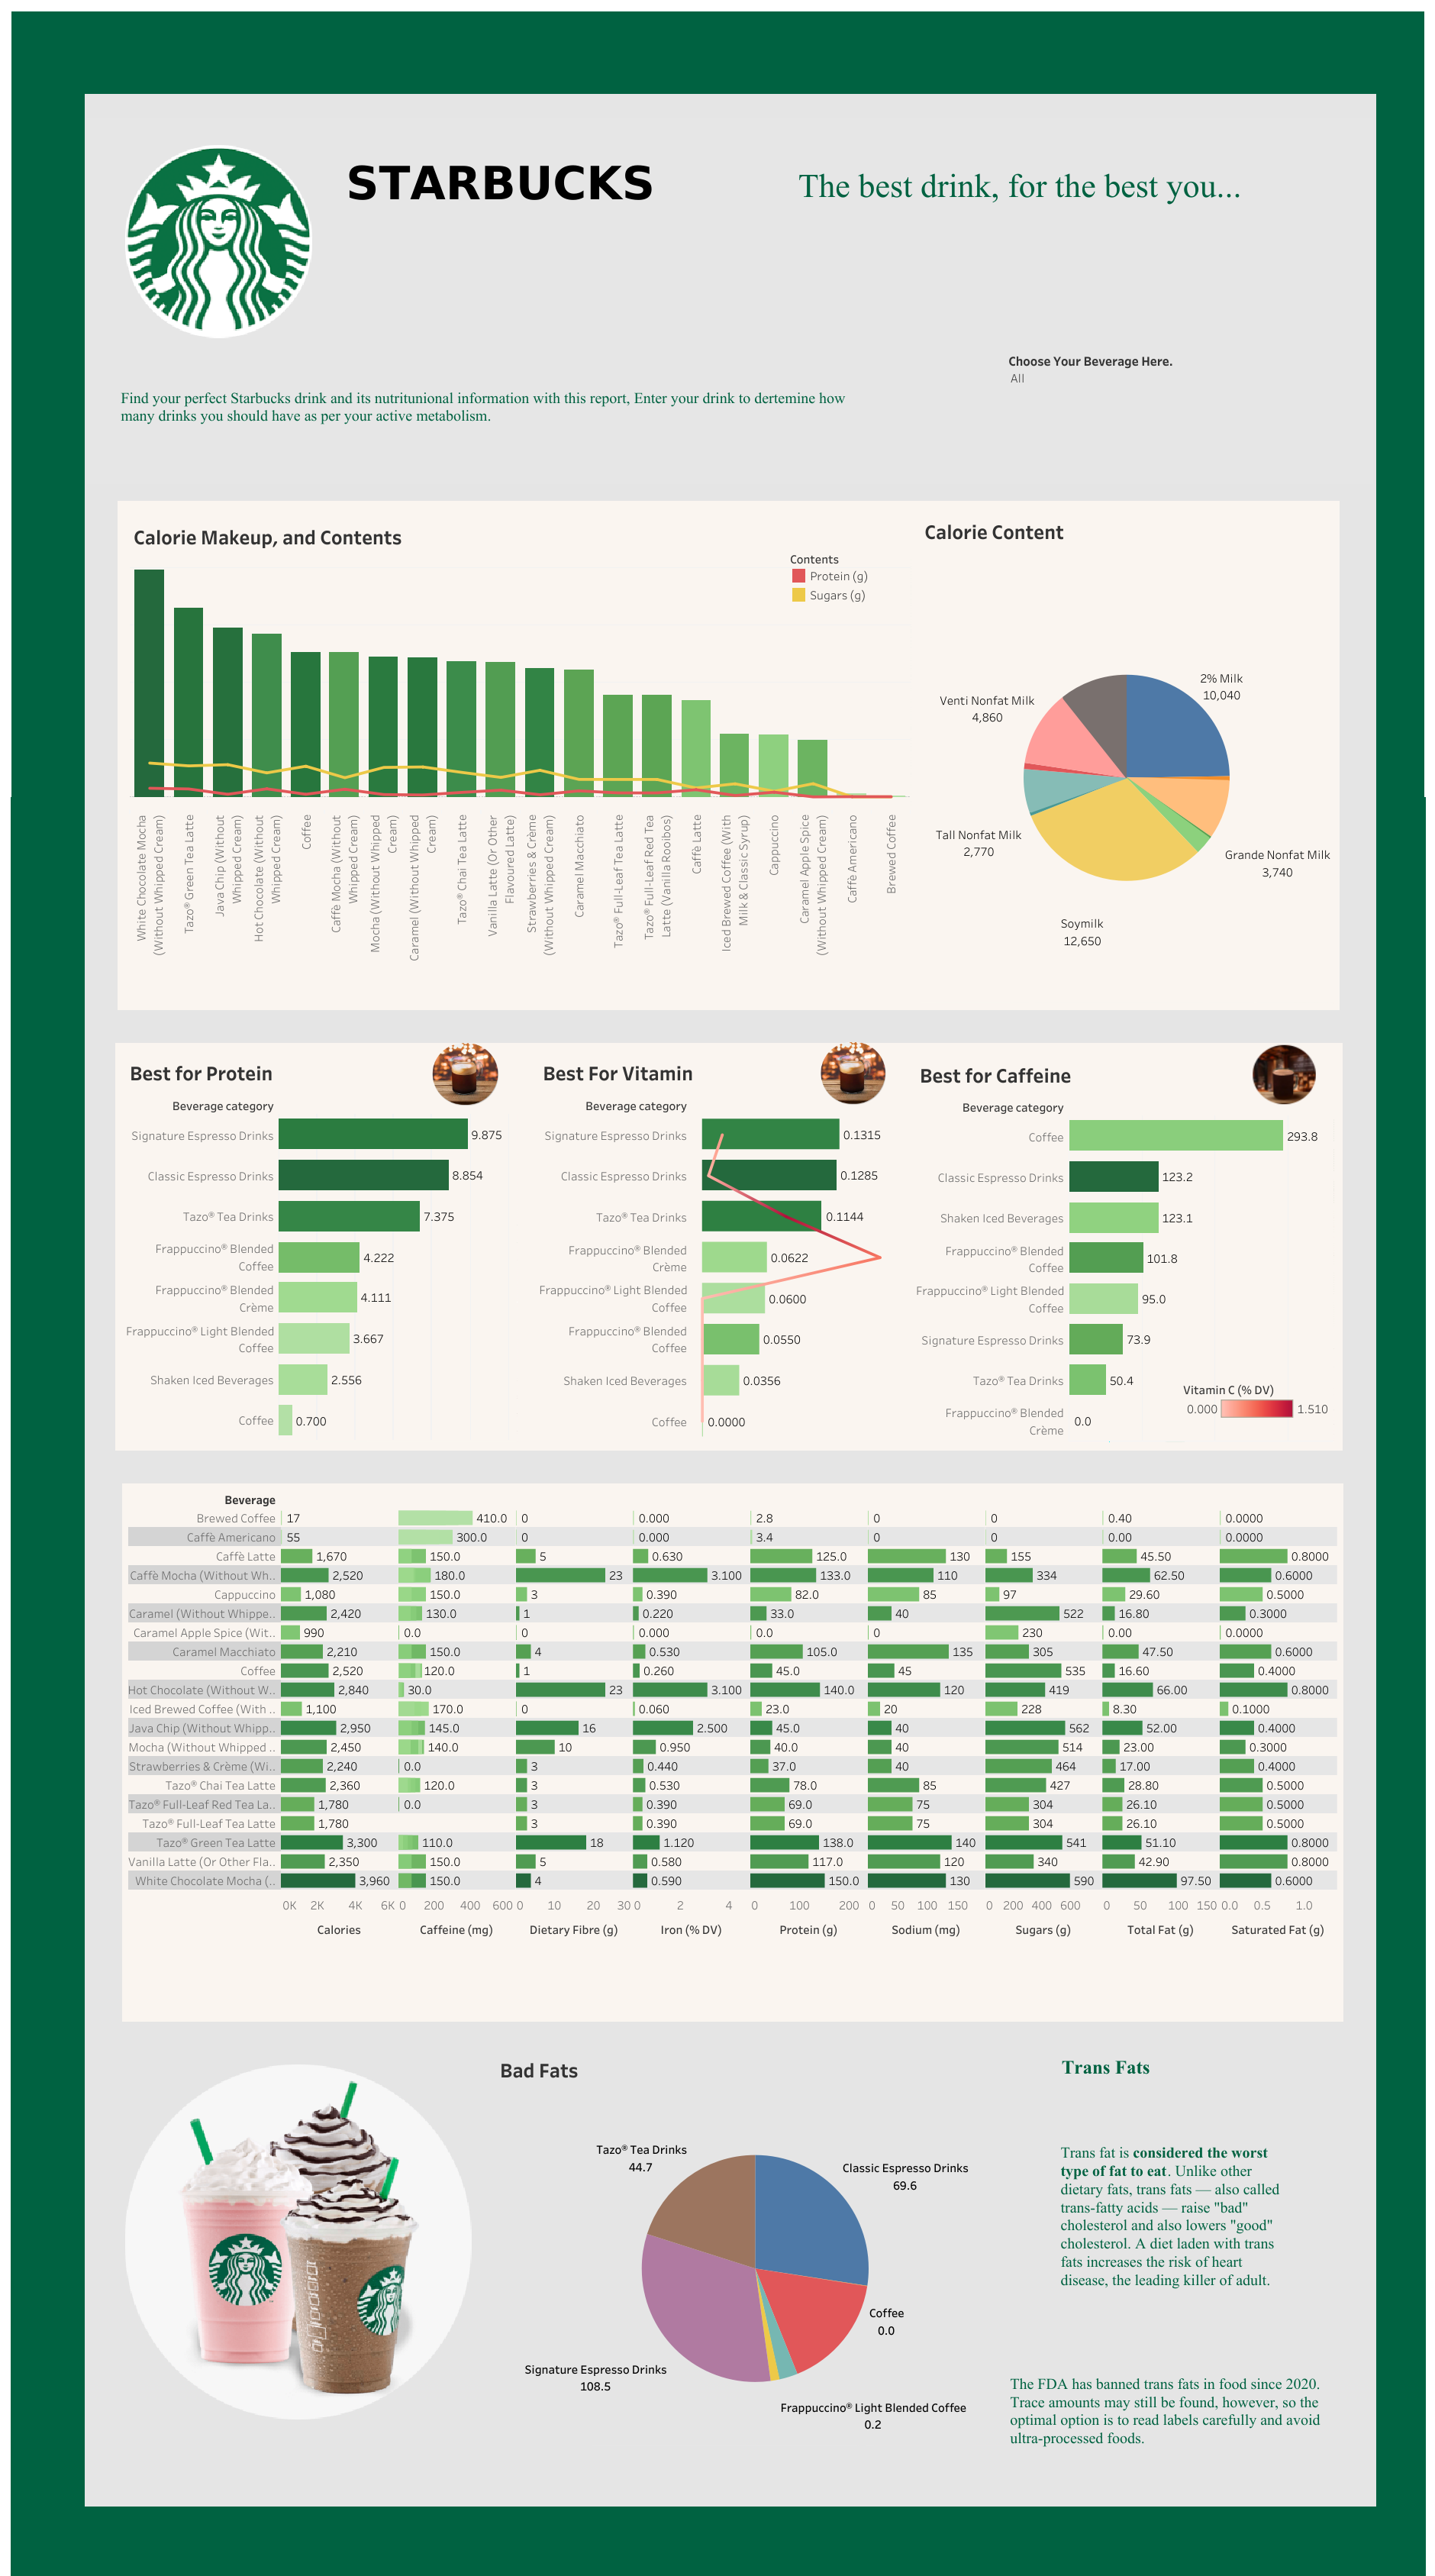 STARBUCKS
The best drink, for the best you...
Choose Your Beverage Here.
All
Find your perfect Starbucks drink and its nutritunional information with this report, Enter your drink to dertemine how
many drinks you should have as per your active metabolism.
Calorie Makeup, and Contents
Contents
Protein (g)
Sugars (g)
White Chocolate Mocha
(Without Whipped Cream)
Tazo® Green Tea Latte
Java Chip (Without
Whipped Cream)
Hot Chocolate (Without
Whipped Cream)
Coffee
Caffè Mocha (Without
Whipped Cream)
Mocha (Without Whipped
Cream)
Caramel (Without Whipped
Cream)
Tazo® Chai Tea Latte
Vanilla Latte (Or Other
Flavoured Latte)
Strawberries & Crème
(Without Whipped Cream)
Caramel Macchiato
Tazo® Full-Leaf Tea Latte
Tazo® Full-Leaf Red Tea
Latte (Vanilla Rooibos)
Caffè Latte
Iced Brewed Coffee (With
Milk & Classic Syrup)
Cappuccino
Caramel Apple Spice
(Without Whipped Cream)
Caffè Americano
Brewed Coffee
Calorie Content
2% Milk
10,040
Venti Nonfat Milk
4,860
Tall Nonfat Milk
2,770
Grande Nonfat Milk
3,740
Soymilk
12,650
Best for Protein
Beverage category
Signature Espresso Drinks 9.875
Classic Espresso Drinks 8.854
Tazo® Tea Drinks 7.375
Frappuccino® Blended
Coffee 4.222
Frappuccino® Blended
Crème 4.111
Frappuccino® Light Blended
Coffee 3.667
Shaken Iced Beverages 2.556
Coffee 0.700
Best For Vitamin
Beverage category
Signature Espresso Drinks 0.1315
Classic Espresso Drinks 0.1285
Tazo® Tea Drinks 0.1144
Frappuccino® Blended
Crème 0.0622
Frappuccino® Light Blended
Coffee 0.0600
Frappuccino® Blended
Coffee 0.0550
Shaken Iced Beverages 0.0356
Coffee 0.0000
Best for Caffeine
Beverage category
Coffee 293.8
Classic Espresso Drinks 123.2
Shaken Iced Beverages 123.1
Frappuccino® Blended
Coffee 101.8
Frappuccino® Light Blended
Coffee 95.0
Signature Espresso Drinks 73.9
Tazo® Tea Drinks 50.4
Frappuccino® Blended
Crème 0.0
Vitamin C (% DV)
0.000 1.510
Beverage
Brewed Coffee 17 410.0 0 0.000 2.8 0 0 0.40 0.0000
Caffè Americano 55 300.0 0 0.000 3.4 0 0 0.00 0.0000
Caffè Latte 1,670 150.0 5 0.630 125.0 130 155 45.50 0.8000
Caffè Mocha (Without Wh.. 2,520 180.0 23 3.100 133.0 110 334 62.50 0.6000
Cappuccino 1,080 150.0 3 0.390 82.0 85 97 29.60 0.5000
Caramel (Without Whippe.. 2,420 130.0 1 0.220 33.0 40 522 16.80 0.3000
Caramel Apple Spice (Wit.. 990 0.0 0 0.000 0.0 0 230 0.00 0.0000
Caramel Macchiato 2,210 150.0 4 0.530 105.0 135 305 47.50 0.6000
Coffee 2,520 120.0 1 0.260 45.0 45 535 16.60 0.4000
Hot Chocolate (Without W.. 2,840 30.0 23 3.100 140.0 120 419 66.00 0.8000
Iced Brewed Coffee (With .. 1,100 170.0 0 0.060 23.0 20 228 8.30 0.1000
Java Chip (Without Whipp.. 2,950 145.0 16 2.500 45.0 40 562 52.00 0.4000
Mocha (Without Whipped .. 2,450 140.0 10 0.950 40.0 40 514 23.00 0.3000
Strawberries & Crème (Wi.. 2,240 0.0 3 0.440 37.0 40 464 17.00 0.4000
Tazo® Chai Tea Latte 2,360 120.0 3 0.530 78.0 85 427 28.80 0.5000
Tazo® Full-Leaf Red Tea La.. 1,780 0.0 3 0.390 69.0 75 304 26.10 0.5000
Tazo® Full-Leaf Tea Latte 1,780 3 0.390 69.0 75 304 26.10 0.5000
Tazo® Green Tea Latte 3,300 110.0 18 1.120 138.0 140 541 51.10 0.8000
Vanilla Latte (Or Other Fla.. 2,350 150.0 5 0.580 117.0 120 340 42.90 0.8000
White Chocolate Mocha (.. 3,960 150.0 4 0.590 150.0 130 590 97.50 0.6000
0K 2K 4K 6K 0 200 400 600 0 10 20 30 0 2 4 0 100 200 0 50 100 150 0 200 400 600 0 50 100 150 0.0 0.5 1.0
Calories Caffeine (mg) Dietary Fibre (g) Iron (% DV) Protein (g) Sodium (mg) Sugars (g) Total Fat (g) Saturated Fat (g)
Bad Fats
Tazo® Tea Drinks
44.7
Classic Espresso Drinks
69.6
Coffee
0.0
Signature Espresso Drinks
108.5
Frappuccino® Light Blended Coffee
0.2
Trans Fats
Trans fat is considered the worst
type of fat to eat. Unlike other
dietary fats, trans fats — also called
trans-fatty acids — raise "bad"
cholesterol and also lowers "good"
cholesterol. A diet laden with trans
fats increases the risk of heart
disease, the leading killer of adult.
The FDA has banned trans fats in food since 2020.
Trace amounts may still be found, however, so the
optimal option is to read labels carefully and avoid
ultra-processed foods.